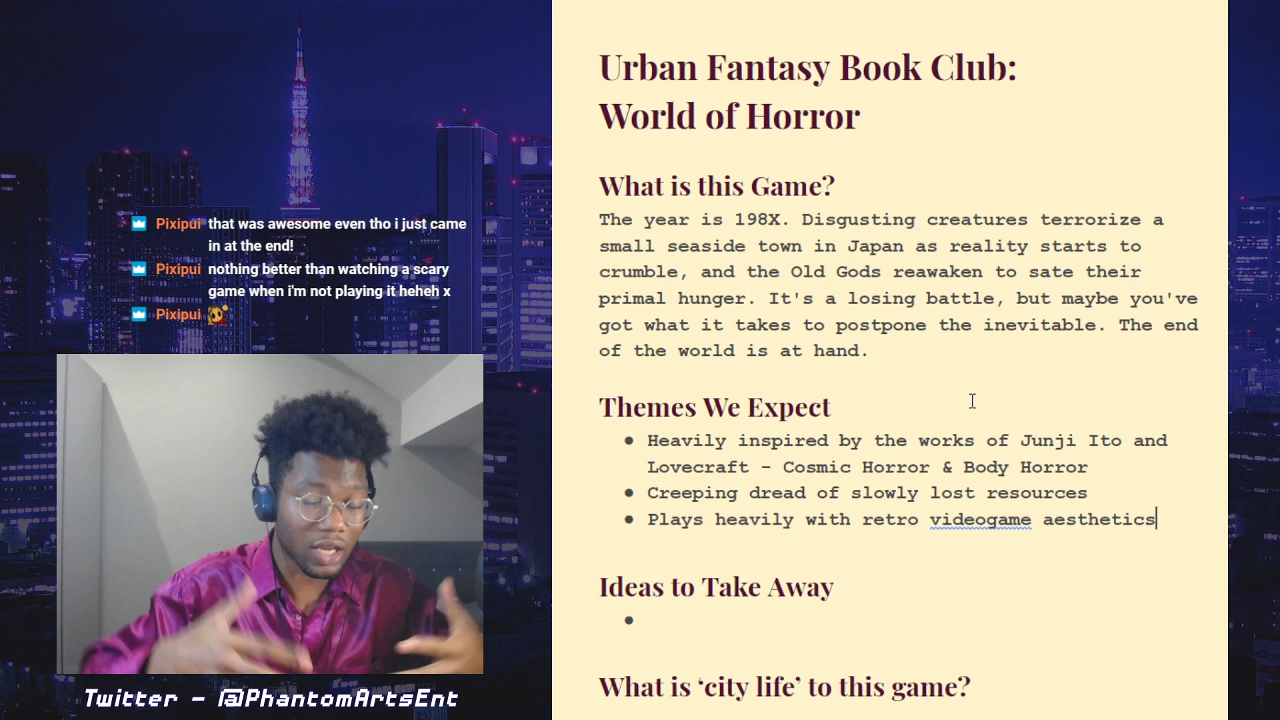 Pixipui that was awesome even tho i just came
in at the end!
Pixipui nothing better than watching a scary
game when i'm not playing it heheh x
Pixipui
Twitter - @PhantomArtsEnt
Urban Fantasy Book Club:
World of Horror
What is this Game?
The year is 198X. Disgusting creatures terrorize a
small seaside town in Japan as reality starts to
crumble, and the Old Gods reawaken to sate their
primal hunger. It's a losing battle, but maybe you've
got what it takes to postpone the inevitable. The end
of the world is at hand.
Themes We Expect
● Heavily inspired by the works of Junji Ito and
Lovecraft - Cosmic Horror & Body Horror
● Creeping dread of slowly lost resources
● Plays heavily with retro videogame aesthetics
Ideas to Take Away
●
What is ‘city life’ to this game?